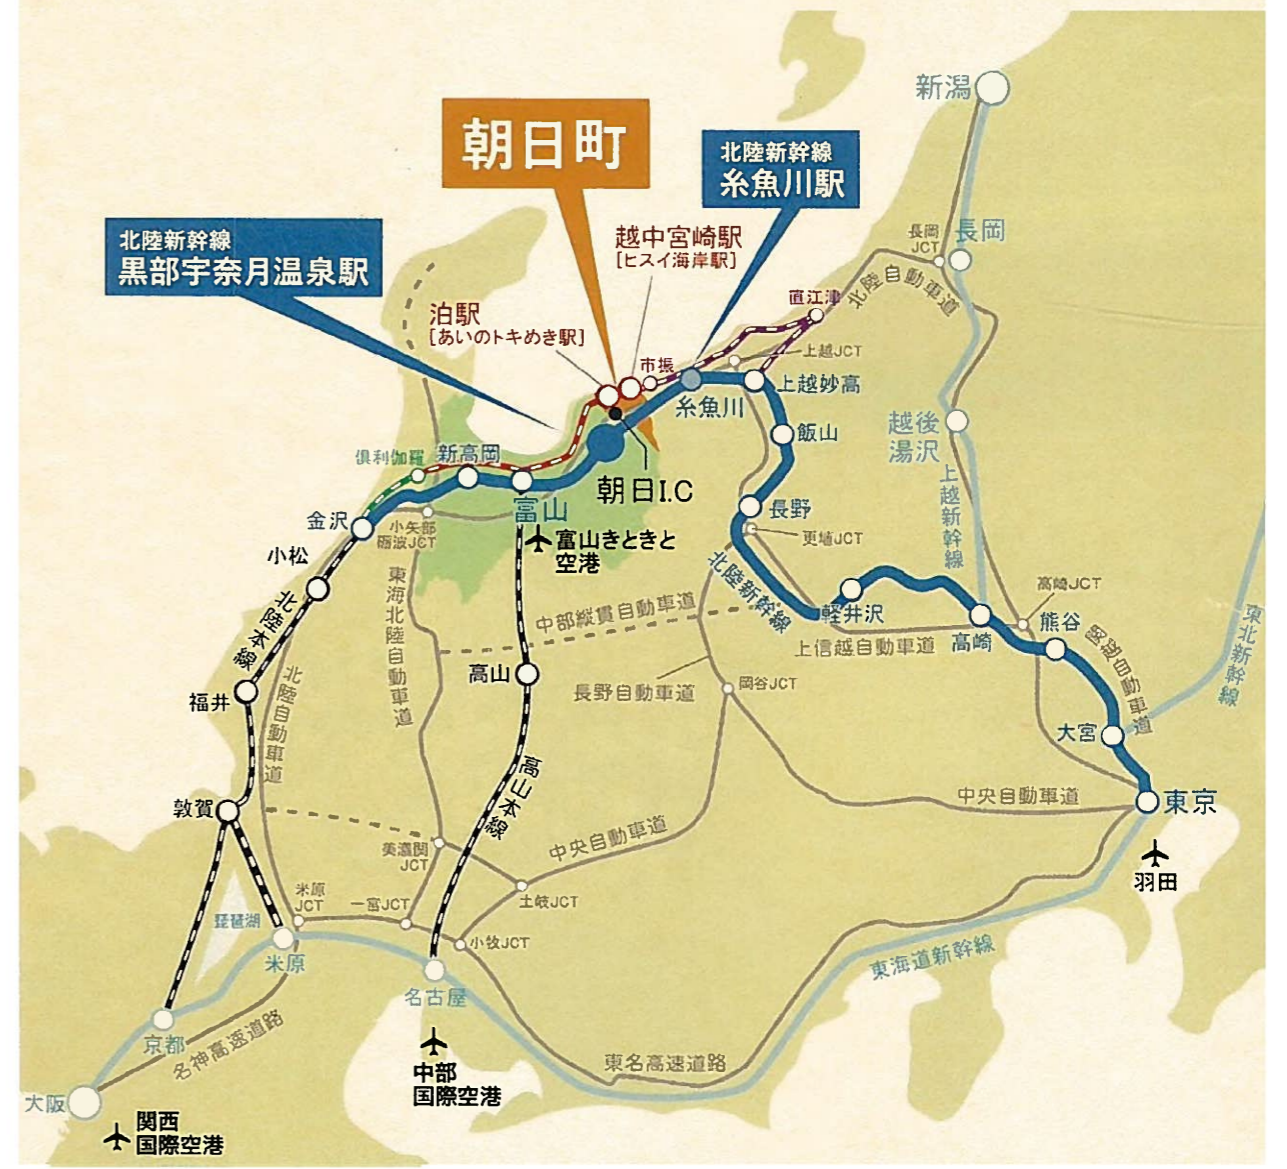 新潟
朝日町
北陸新幹線
糸魚川駅
長岡
JCT
長岡
越中宮崎駅
[ヒスイ海岸駅]
北陸新幹線
黒部宇奈月温泉駅
北陸自動車道
直江津
泊駅
[あいのトキめき駅]
上越JCT
市振
上越妙高
糸魚川
越後
湯沢
飯山
倶利伽羅
新高岡
朝日I.C
上越新幹線
富山
長野
金沢
小矢部
砺波JCT
更埴JCT
富山きときと
空港
小松
北陸新幹線
東海北陸自動車道
高崎JCT
北陸本線
中部縦貫自動車道
軽井沢
熊谷
東北新幹線
上信越自動車道
高崎
関越自動車道
高山
長野自動車道
岡谷JCT
福井
北陸自動車道
大宮
高山本線
中央自動車道
東京
敦賀
中央自動車道
美濃関
JCT
羽田
米原
JCT
一宮JCT
土岐JCT
琵琶湖
小牧JCT
米原
東海道新幹線
名古屋
京都
名神高速道路
東名高速道路
中部
国際空港
大阪
関西
国際空港